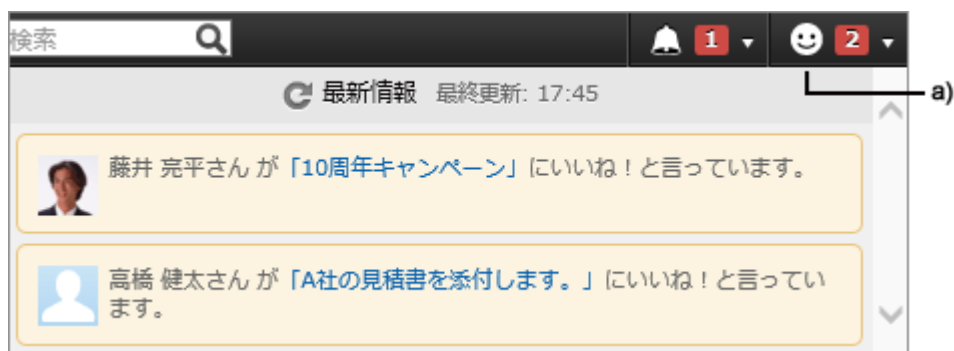 検索
1
2
最新情報 最終更新: 17:45
a)
藤井 完平さん が「10周年キャンペーン」にいいね！と言っています。
高橋 健太さん が「A社の見積書を添付します。」にいいね！と言ってい
ます。